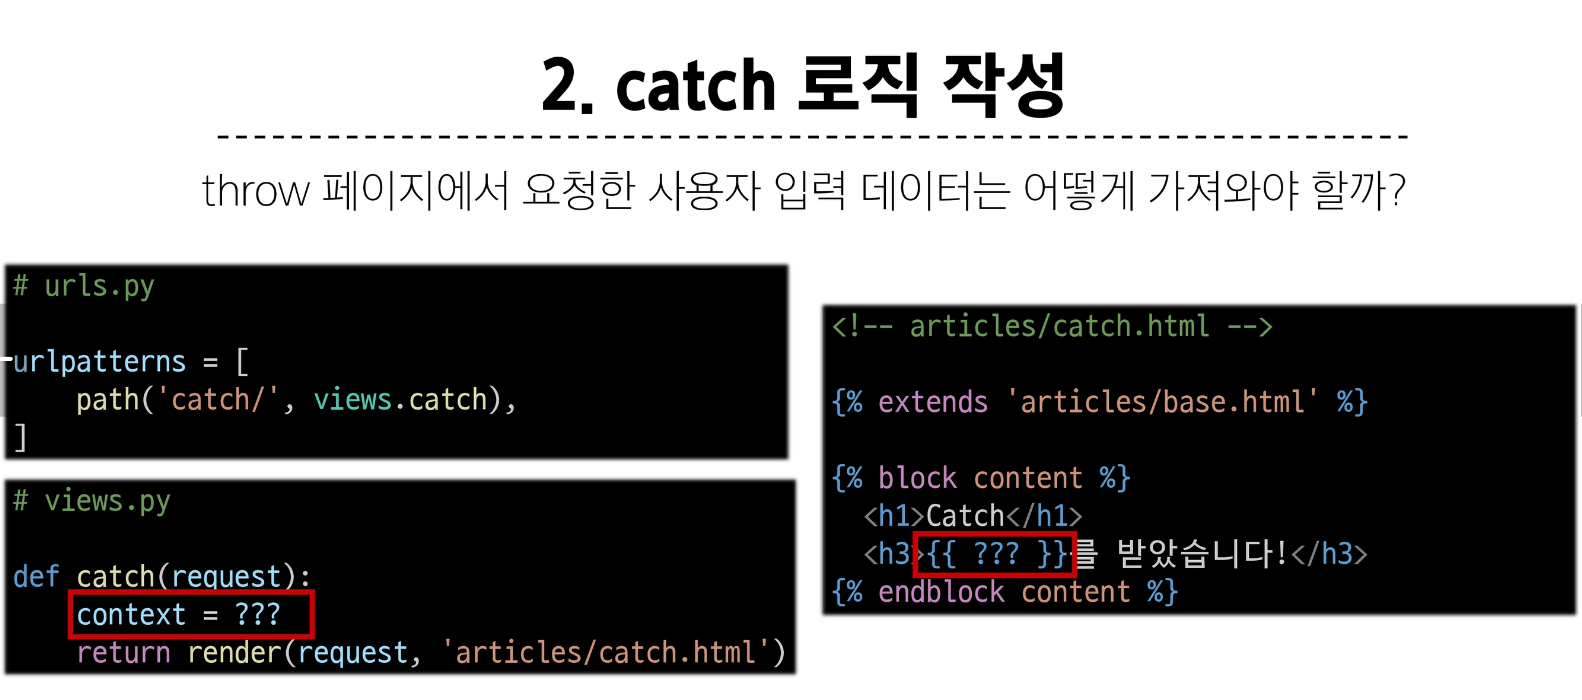 2. catch 로직 작성
throw 페이지에서 요청한 사용자 입력 데이터는 어떻게 가져와야 할까?
# urls.py
urlpatterns = [
    path('catch/', views.catch),
]
# views.py
def catch(request):
    context = ???
    return render(request, 'articles/catch.html')
<!-- articles/catch.html -->
{% extends 'articles/base.html' %}
{% block content %}
  <h1>Catch</h1>
  <h3>{{ ??? }}를 받았습니다!</h3>
{% endblock content %}